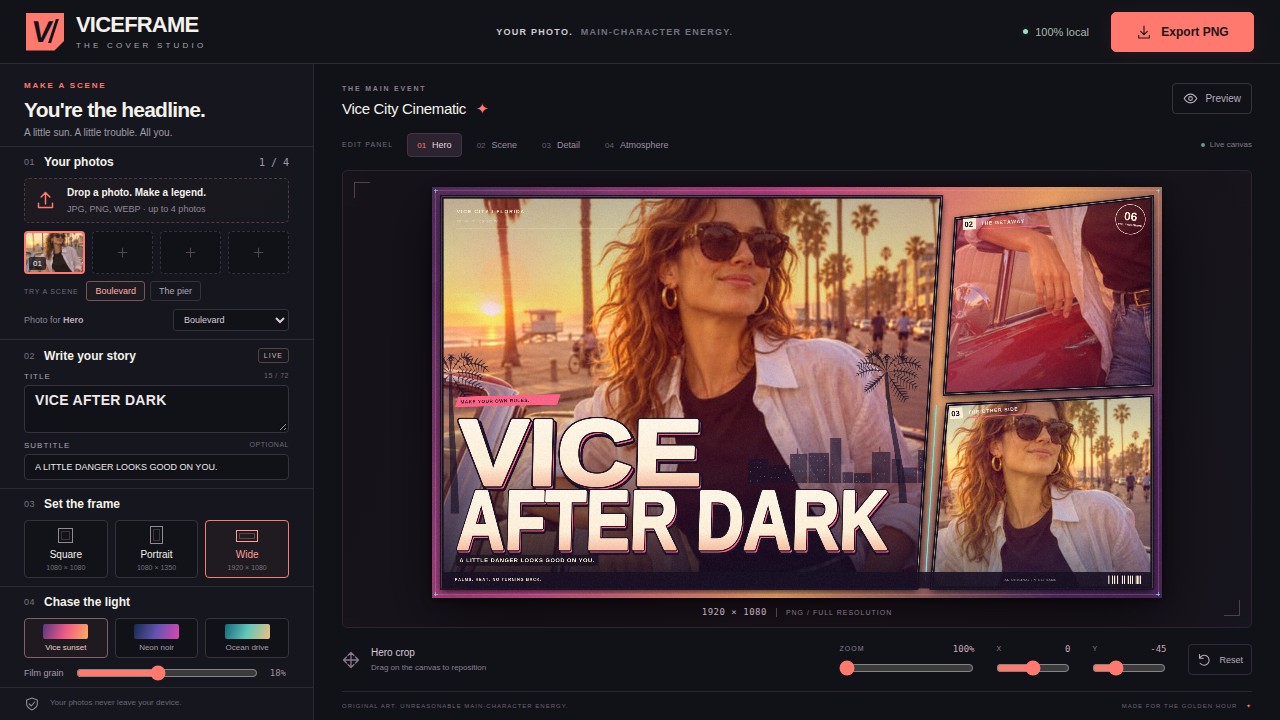 V/
VICEFRAME
THE COVER STUDIO
YOUR PHOTO. MAIN-CHARACTER ENERGY.
100% local
Export PNG
MAKE A SCENE
You're the headline.
A little sun. A little trouble. All you.
01 Your photos 1 / 4
Drop a photo. Make a legend.
JPG, PNG, WEBP · up to 4 photos
01
TRY A SCENE Boulevard The pier
Photo for Hero Boulevard
02 Write your story LIVE
TITLE 15 / 72
VICE AFTER DARK
SUBTITLE OPTIONAL
A LITTLE DANGER LOOKS GOOD ON YOU.
03 Set the frame
Square Portrait Wide
1080 × 1080 1080 × 1350 1920 × 1080
04 Chase the light
Vice sunset Miami noir Ocean drive
Film grain 18%
Your photos never leave your device.
THE MAIN EVENT
Vice City Cinematic
Preview
EDIT PANEL 01 Hero 02 Scene 03 Detail 04 Atmosphere
Live canvas
VICE CITY / FLORIDA
MAKE YOUR OWN RULES.
VICE
AFTER DARK
A LITTLE DANGER LOOKS GOOD ON YOU.
PALMS. HEAT. NO TURNING BACK.
02 THE GETAWAY
06
03 THE OTHER SIDE
1920 × 1080 PNG / FULL RESOLUTION
Hero crop
Drag on the canvas to reposition
ZOOM 100% X 0 Y -45
Reset
ORIGINAL ART. UNREASONABLE MAIN-CHARACTER ENERGY.
MADE FOR THE GOLDEN HOUR